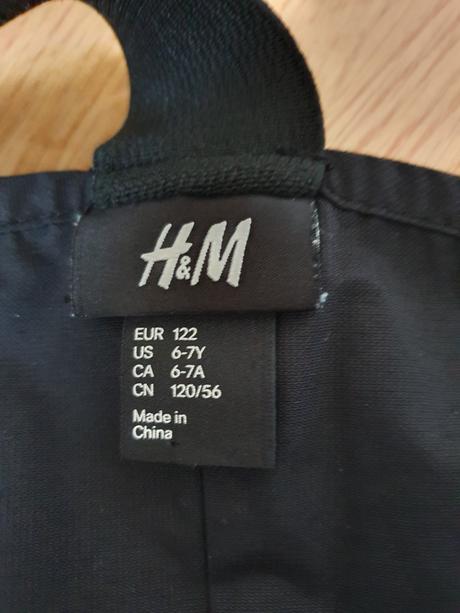 H&M
EUR 122
US 6-7Y
CA 6-7A
CN 120/56
Made in
China